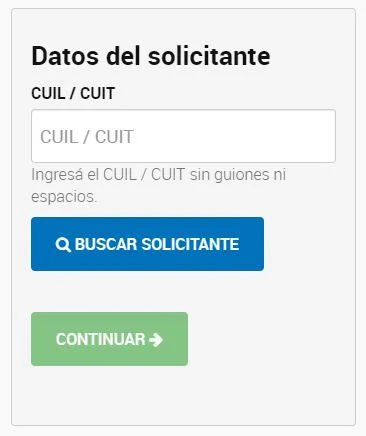 Datos del solicitante
CUIL / CUIT
CUIL / CUIT
Ingresá el CUIL / CUIT sin guiones ni
espacios.
BUSCAR SOLICITANTE
CONTINUAR